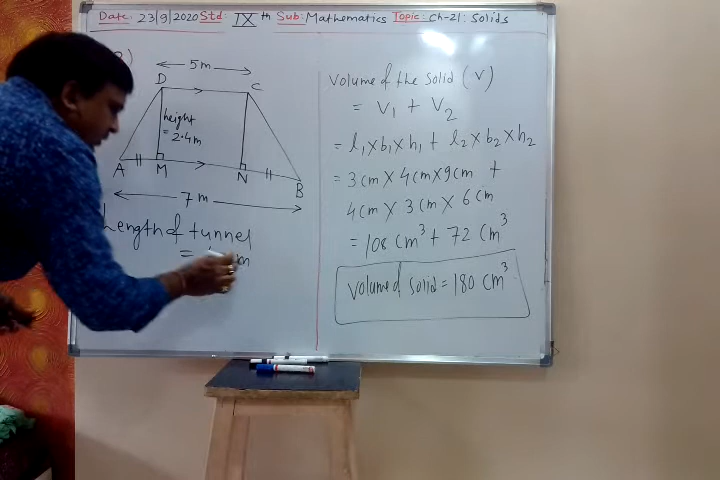 Date: 23/9/2020 Std: IXth Sub: Mathematics Topic: Ch-21: Solids
5m
D C
height
= 2.4m
A M N B
7 m
Length of tunnel
=
m
Volume of the solid (V)
= V1 + V2
= l1 x b1 x h1 + l2 x b2 x h2
= 3 cm x 4 cm x 9 cm +
4 cm x 3 cm x 6 cm
= 108 cm³ + 72 cm³
Volume of solid = 180 cm³